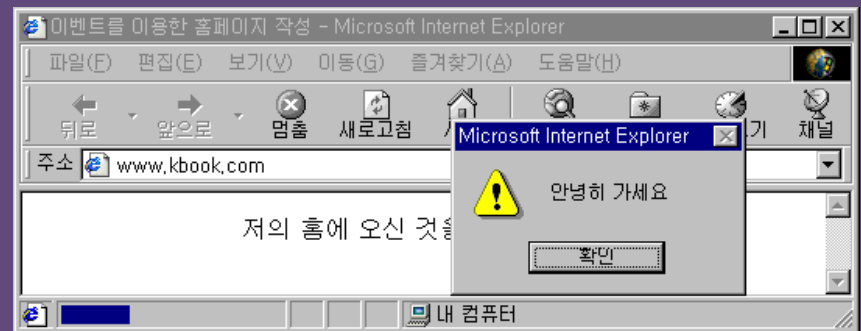 이벤트를 이용한 홈페이지 작성 - Microsoft Internet Explorer
파일(F) 편집(E) 보기(V) 이동(G) 즐겨찾기(A) 도움말(H)
뒤로 앞으로 멈춤 새로고침 기 채널
Microsoft Internet Explorer
주소 www.kbook.com
안녕히 가세요
저의 홈에 오신 것을
확인
내 컴퓨터